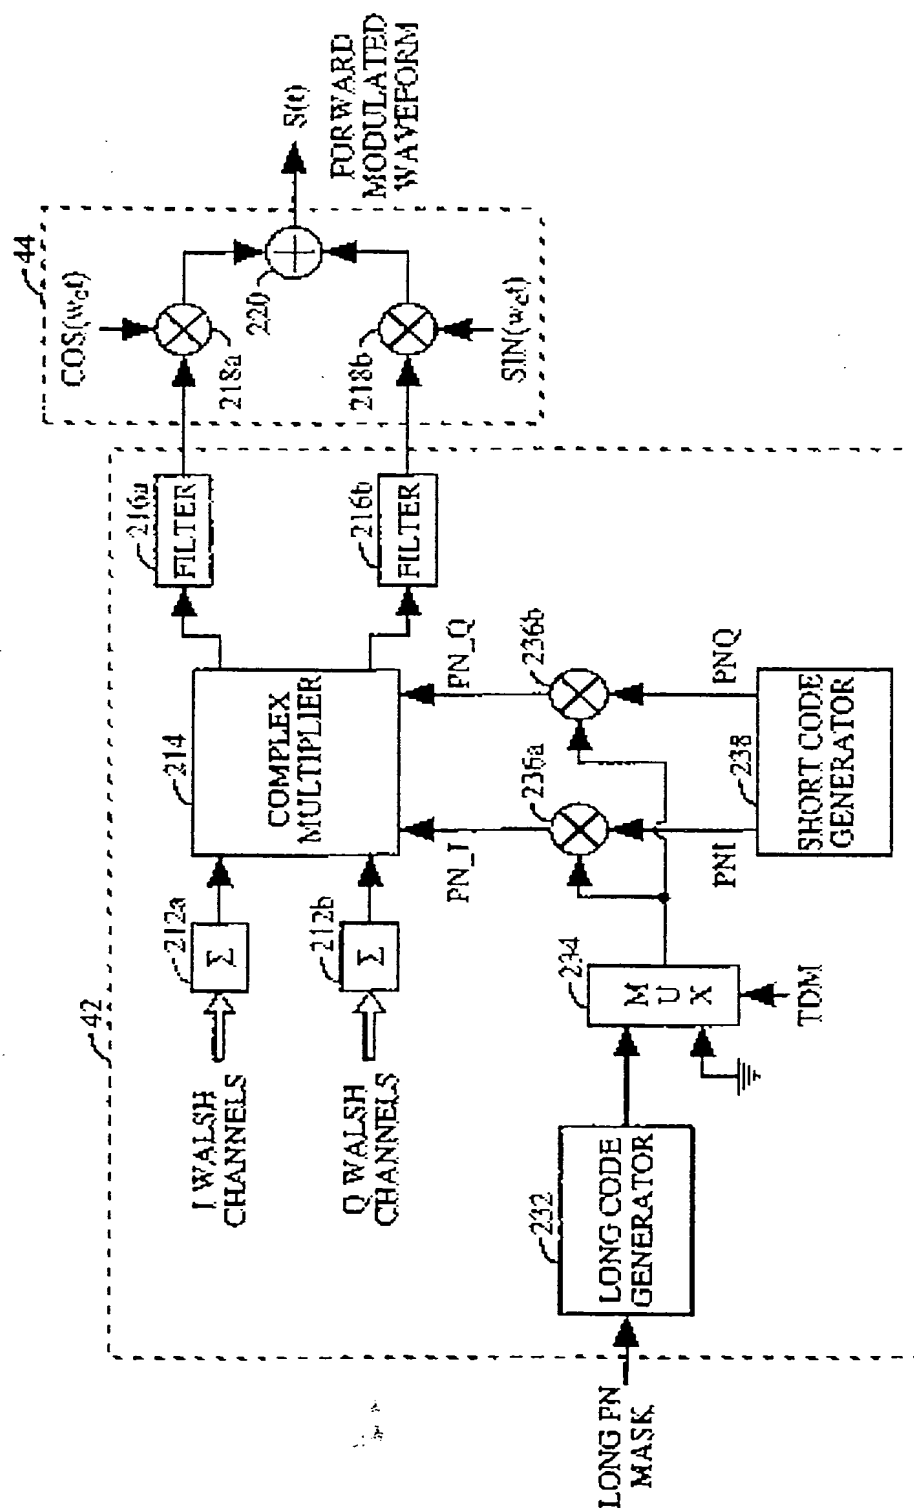 44
COS(wct)
218a
220
S(t)
FORWARD
MODULATED
WAVEFORM
218b
SIN(wct)
42
I WALSH
CHANNELS
212a
Σ
214
COMPLEX
MULTIPLIER
216a
FILTER
Q WALSH
CHANNELS
212b
Σ
216b
FILTER
PN_I
PN_Q
236a
236b
LONG PN
MASK
232
LONG CODE
GENERATOR
234
M
U
X
TDM
PNI
PNQ
238
SHORT CODE
GENERATOR